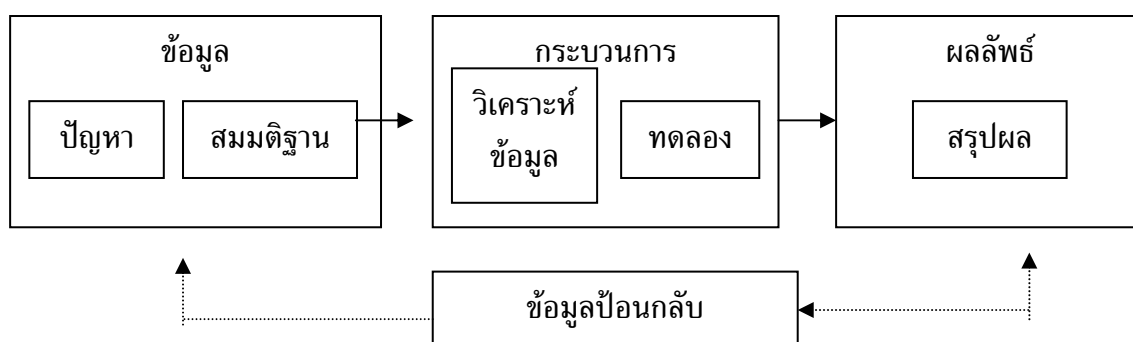 ข้อมูล
ปัญหา
สมมติฐาน
กระบวนการ
วิเคราะห์
ข้อมูล
ทดลอง
ผลลัพธ์
สรุปผล
ข้อมูลป้อนกลับ